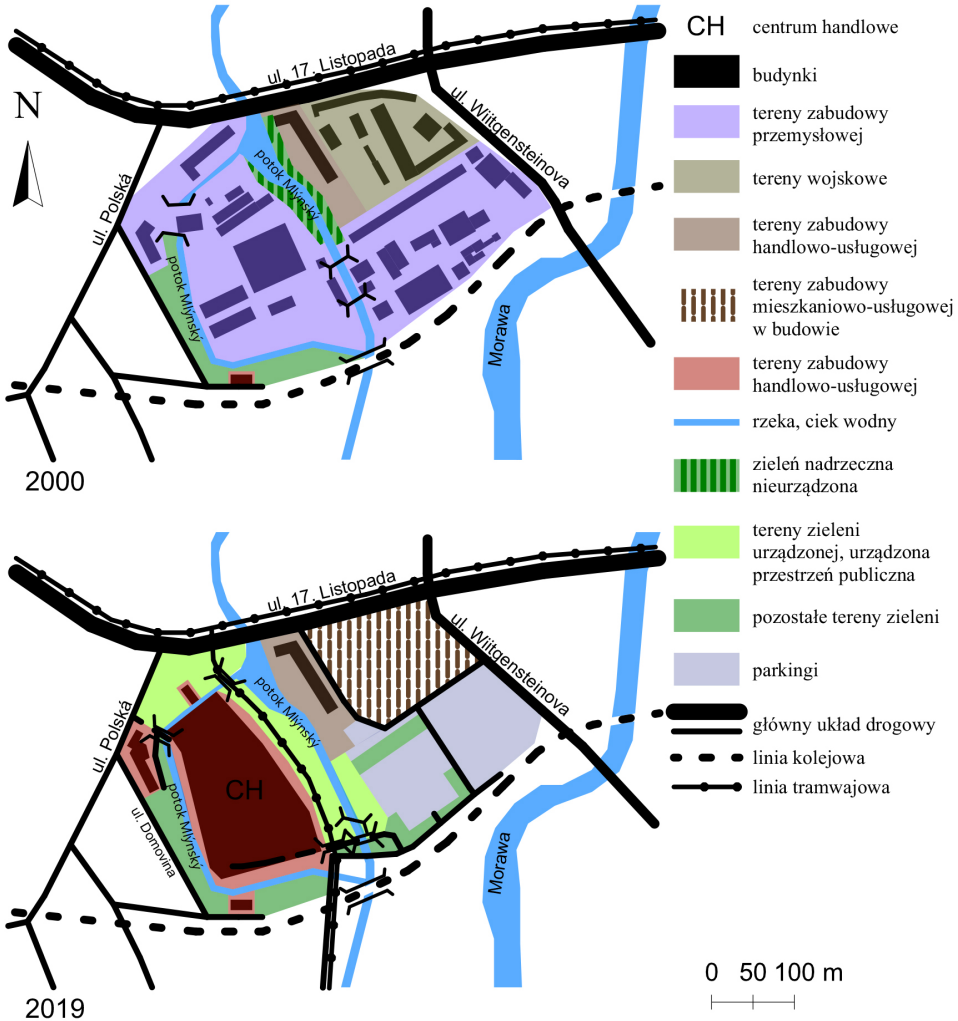 ul. 17. Listopada
N
ul. Wiitgensteinova
potok Mlýnský
ul. Polská
potok Mlýnský
Morawa
2000
CH centrum handlowe
budynki
tereny zabudowy
przemysłowej
tereny wojskowe
tereny zabudowy
handlowo-usługowej
tereny zabudowy
mieszkaniowo-usługowej
w budowie
tereny zabudowy
handlowo-usługowej
rzeka, ciek wodny
zieleń nadrzeczna
nieurządzona
tereny zieleni
urządzonej, urządzona
przestrzeń publiczna
pozostałe tereny zieleni
parkingi
główny układ drogowy
linia kolejowa
linia tramwajowa
ul. 17. Listopada
ul. Wiitgensteinova
potok Mlýnský
ul. Polská
CH
potok Mlýnský
ul. Domovina
Morawa
2019
0 50 100 m